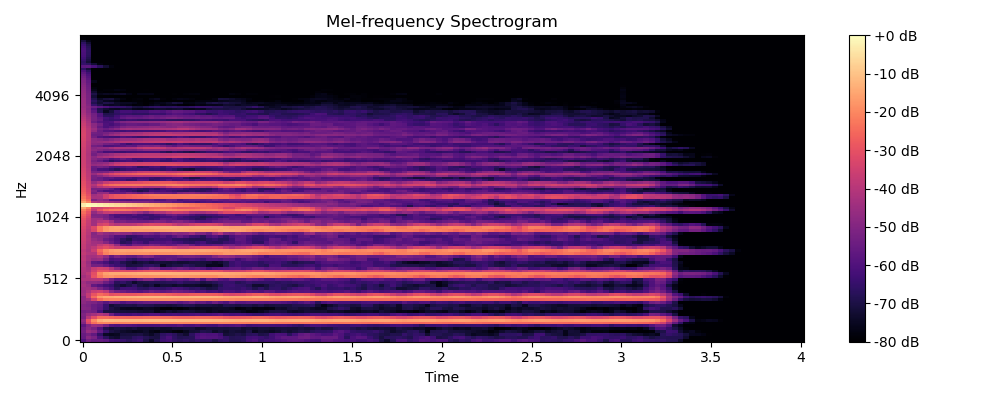 Mel-frequency Spectrogram
Hz
4096
2048
1024
512
0
0 0.5 1 1.5 2 2.5 3 3.5 4
Time
+0 dB
-10 dB
-20 dB
-30 dB
-40 dB
-50 dB
-60 dB
-70 dB
-80 dB